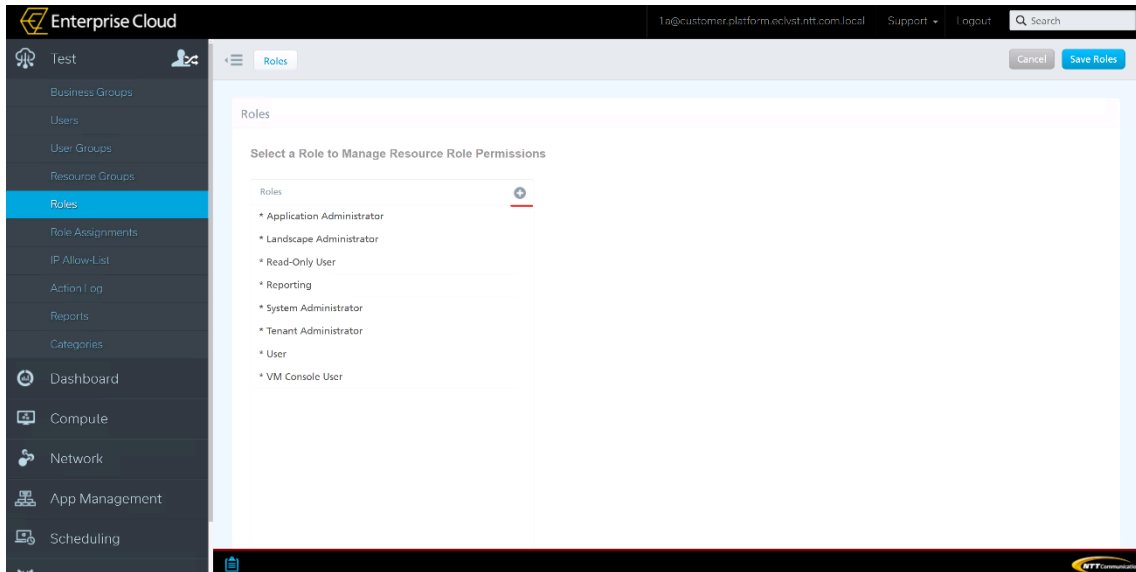 Enterprise Cloud
1a@customer.platform.eclvst.ntt.com.local Support Logout Search
Test
Roles
Cancel Save Roles
Business Groups
Users
User Groups
Resource Groups
Roles
Role Assignments
IP Allow-List
Action Log
Reports
Categories
Dashboard
Compute
Network
App Management
Scheduling
Roles
Select a Role to Manage Resource Role Permissions
Roles
* Application Administrator
* Landscape Administrator
* Read-Only User
* Reporting
* System Administrator
* Tenant Administrator
* User
* VM Console User